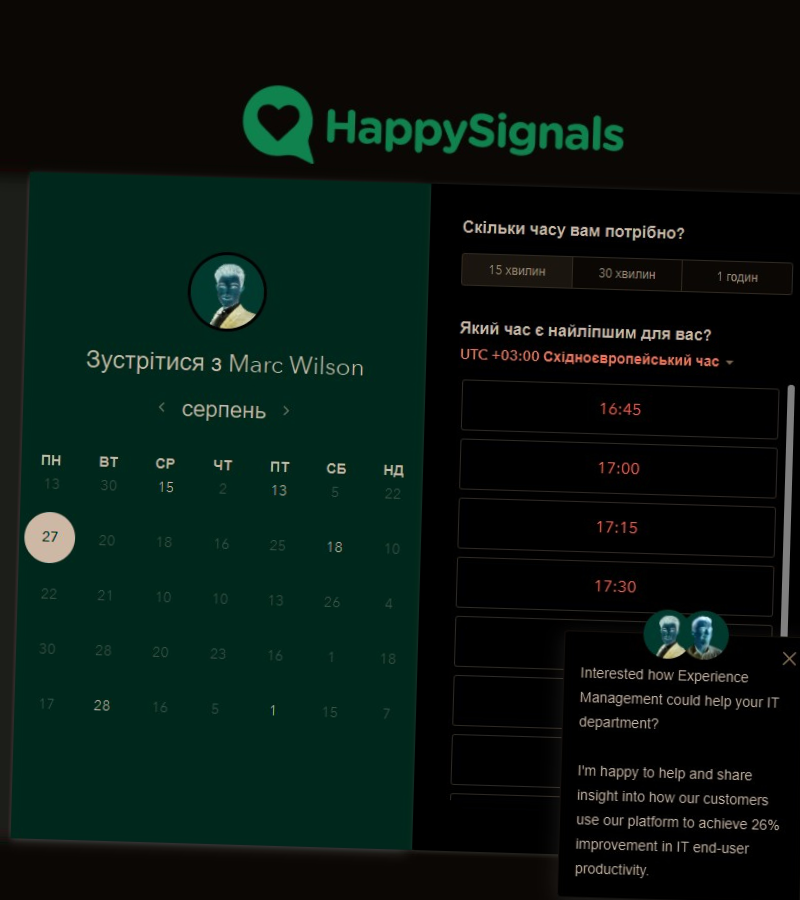 HappySignals
Зустрітися з Marc Wilson
серпень
ПН ВТ СР ЧТ ПТ СБ НД
13 30 15 2 13 5 22
27 20 18 16 25 18 10
22 21 10 10 13 26 4
30 28 20 23 16 1 18
17 28 16 5 1 15 7
Скільки часу вам потрібно?
15 хвилин 30 хвилин 1 годин
Який час є найліпшим для вас?
UTC +03:00 Східноєвропейський час
16:45
17:00
17:15
17:30
Interested how Experience
Management could help your IT
department?
I'm happy to help and share
insight into how our customers
use our platform to achieve 26%
improvement in IT end-user
productivity.